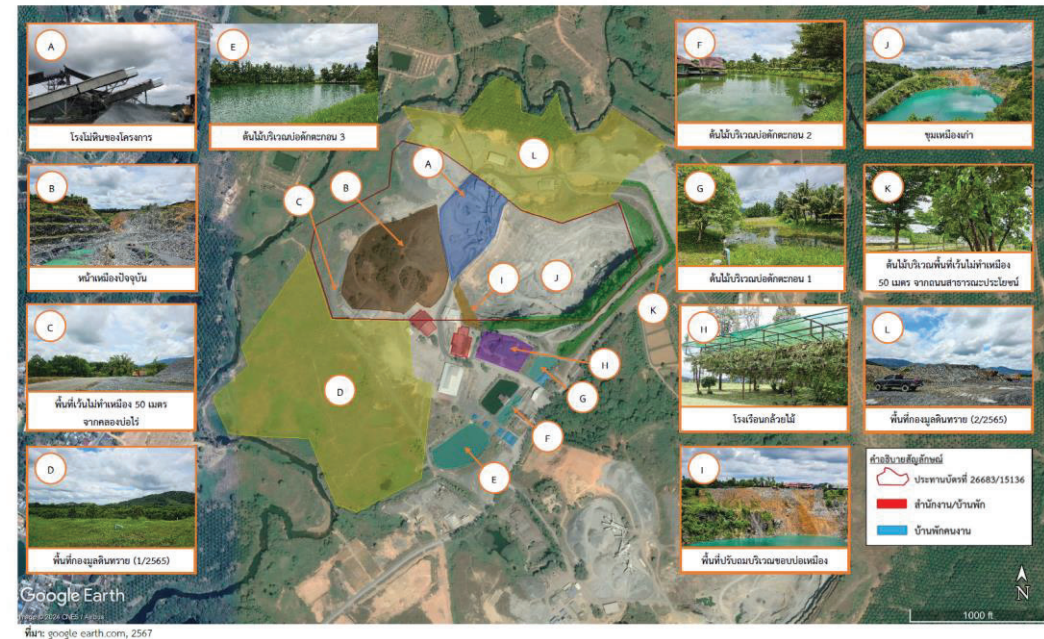 A
โรงโม่หินของโครงการ
E
ต้นไม้บริเวณบ่อดักตะกอน 3
F
ต้นไม้บริเวณบ่อดักตะกอน 2
J
ขุมเหมืองเก่า
B
หน้าเหมืองปัจจุบัน
G
ต้นไม้บริเวณบ่อดักตะกอน 1
K
ต้นไม้บริเวณพื้นที่เว้นไม่ทำเหมือง
50 เมตร จากถนนสาธารณะประโยชน์
C
พื้นที่เว้นไม่ทำเหมือง 50 เมตร
จากคลองบ่อไร่
H
โรงเรือนกล้วยไม้
L
พื้นที่กองมูลดินทราย (2/2565)
D
พื้นที่กองมูลดินทราย (1/2565)
I
พื้นที่ปรับถมบริเวณขอบบ่อเหมือง
คำอธิบายสัญลักษณ์
ประทานบัตรที่ 26683/15136
สำนักงาน/บ้านพัก
บ้านพักคนงาน
L
A
B
C
I
J
K
H
D
G
F
E
Google Earth
Image © 2024 CNES / Airbus
N
1000 ft
ที่มา: google earth.com, 2567